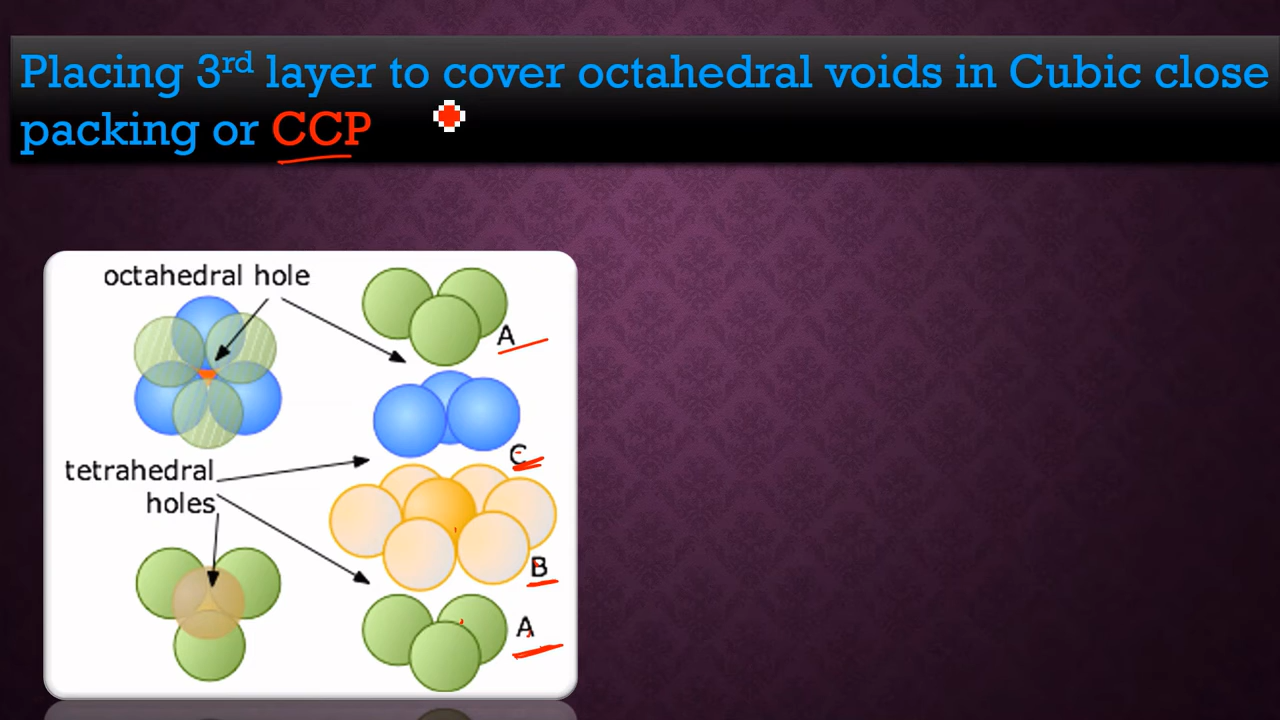 Placing 3rd layer to cover octahedral voids in Cubic close
packing or CCP
octahedral hole
A
C
tetrahedral
holes
B
A